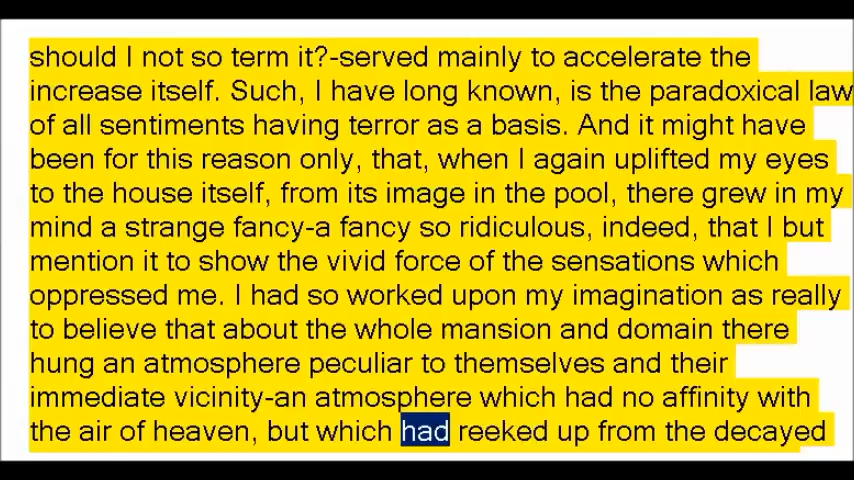 should I not so term it?-served mainly to accelerate the
increase itself. Such, I have long known, is the paradoxical law
of all sentiments having terror as a basis. And it might have
been for this reason only, that, when I again uplifted my eyes
to the house itself, from its image in the pool, there grew in my
mind a strange fancy-a fancy so ridiculous, indeed, that I but
mention it to show the vivid force of the sensations which
oppressed me. I had so worked upon my imagination as really
to believe that about the whole mansion and domain there
hung an atmosphere peculiar to themselves and their
immediate vicinity-an atmosphere which had no affinity with
the air of heaven, but which had reeked up from the decayed